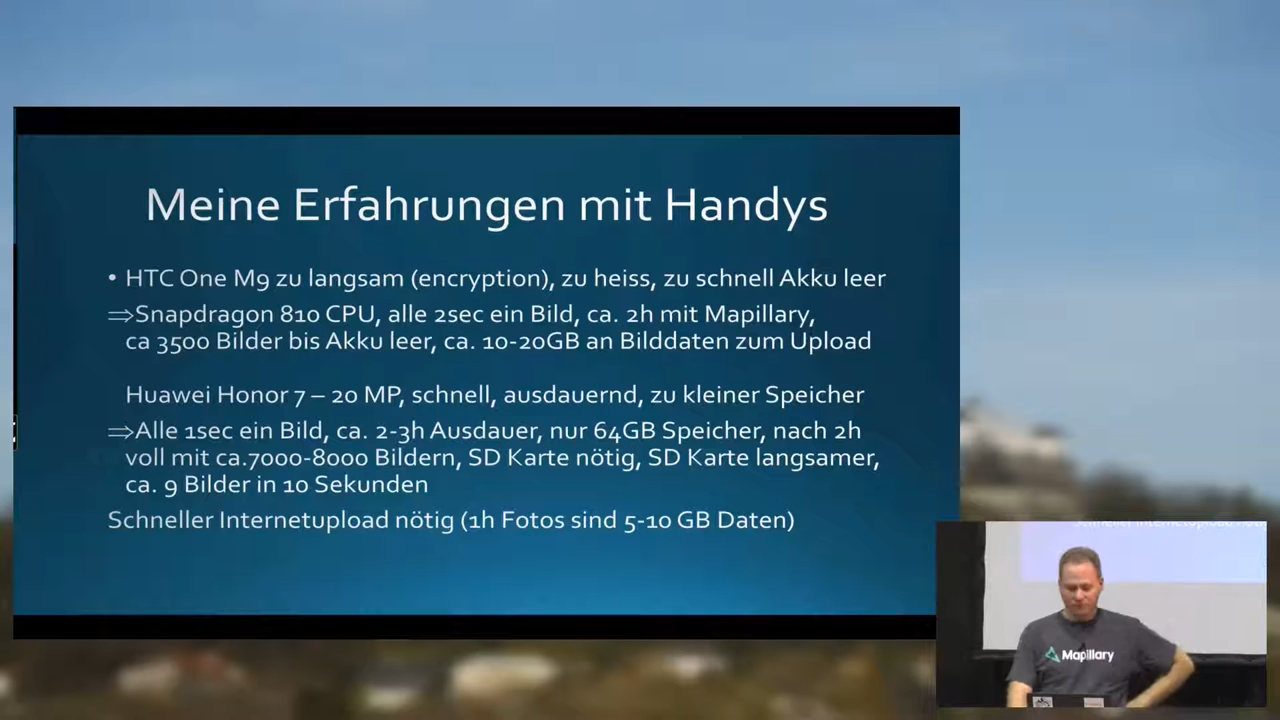 Meine Erfahrungen mit Handys
• HTC One M9 zu langsam (encryption), zu heiss, zu schnell Akku leer
⇒Snapdragon 810 CPU, alle 2sec ein Bild, ca. 2h mit Mapillary,
ca 3500 Bilder bis Akku leer, ca. 10-20GB an Bilddaten zum Upload
Huawei Honor 7 – 20 MP, schnell, ausdauernd, zu kleiner Speicher
⇒Alle 1sec ein Bild, ca. 2-3h Ausdauer, nur 64GB Speicher, nach 2h
voll mit ca.7000-8000 Bildern, SD Karte nötig, SD Karte langsamer,
ca. 9 Bilder in 10 Sekunden
Schneller Internetupload nötig (1h Fotos sind 5-10 GB Daten)
Mapillary